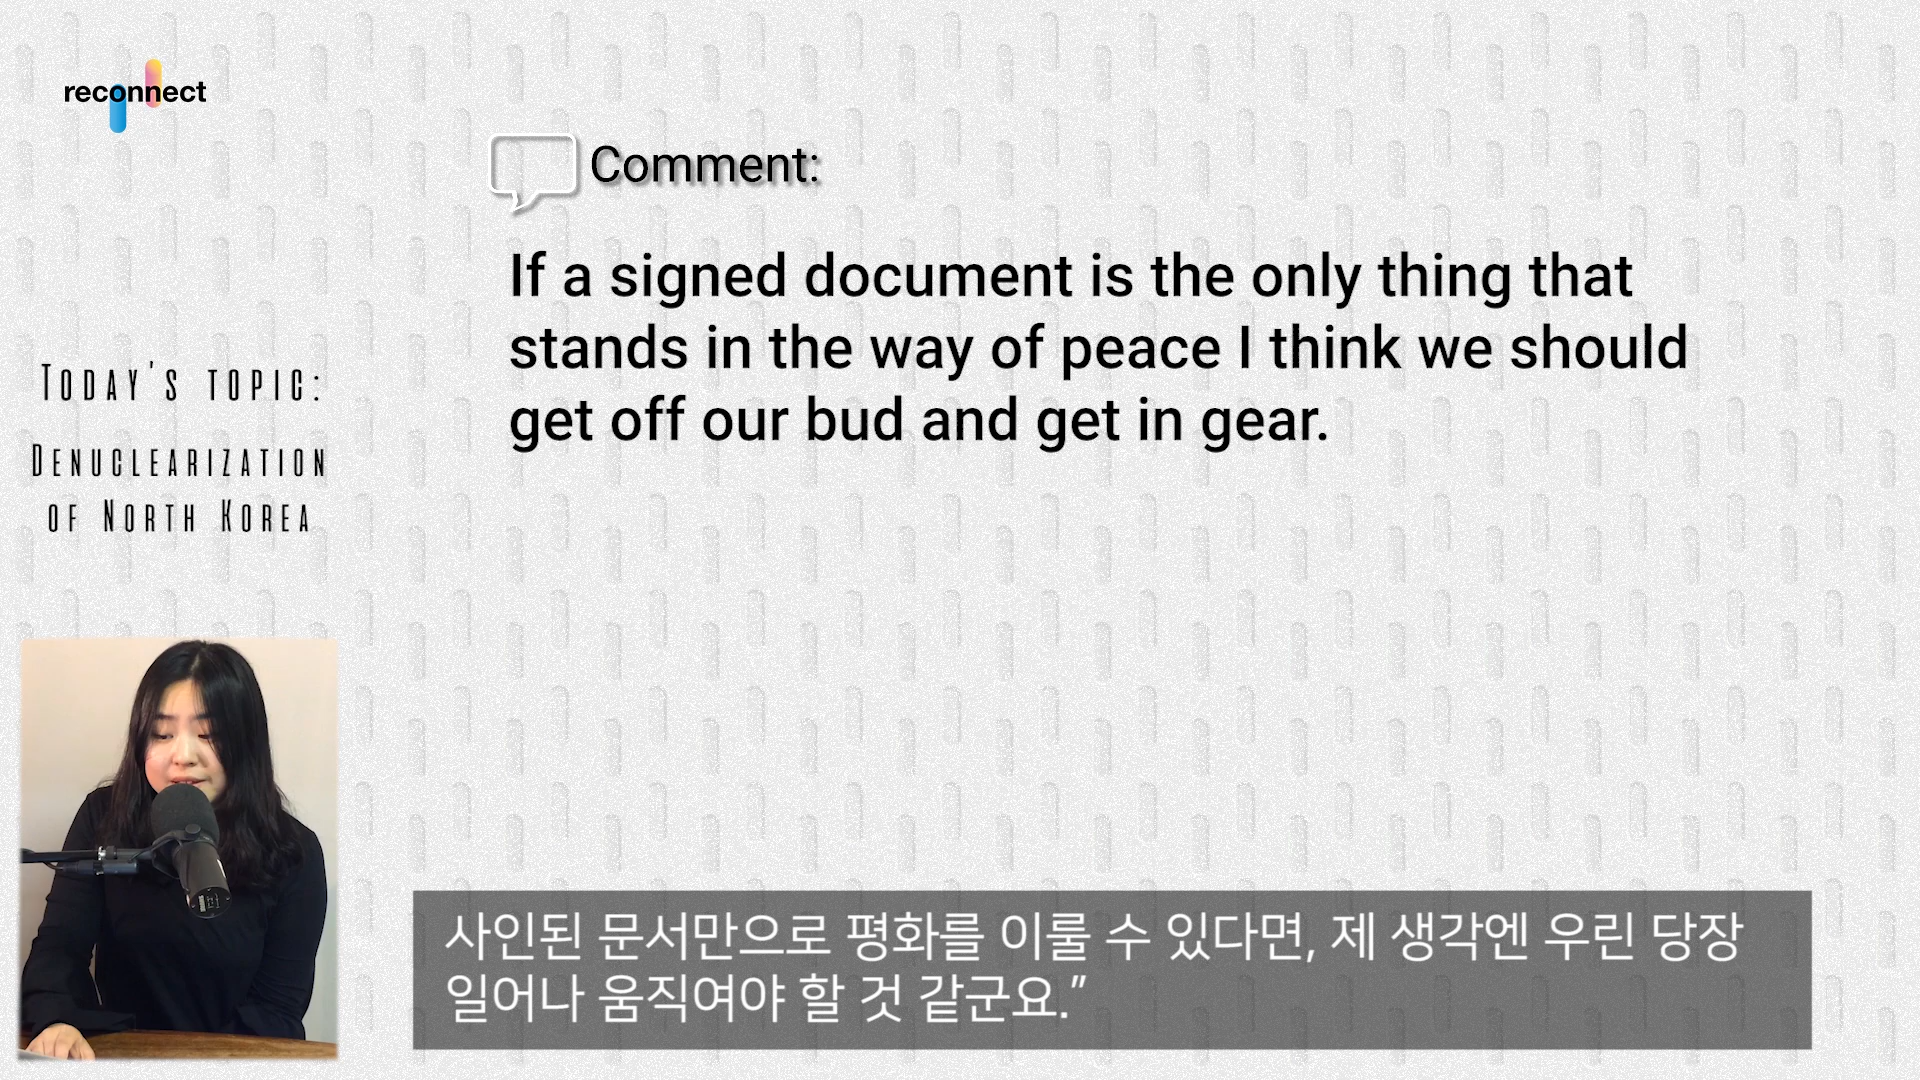 reconnect
Comment:
If a signed document is the only thing that
stands in the way of peace I think we should
get off our bud and get in gear.
Today's topic:
Denuclearization
of North Korea
사인된 문서만으로 평화를 이룰 수 있다면, 제 생각엔 우린 당장
일어나 움직여야 할 것 같군요.”